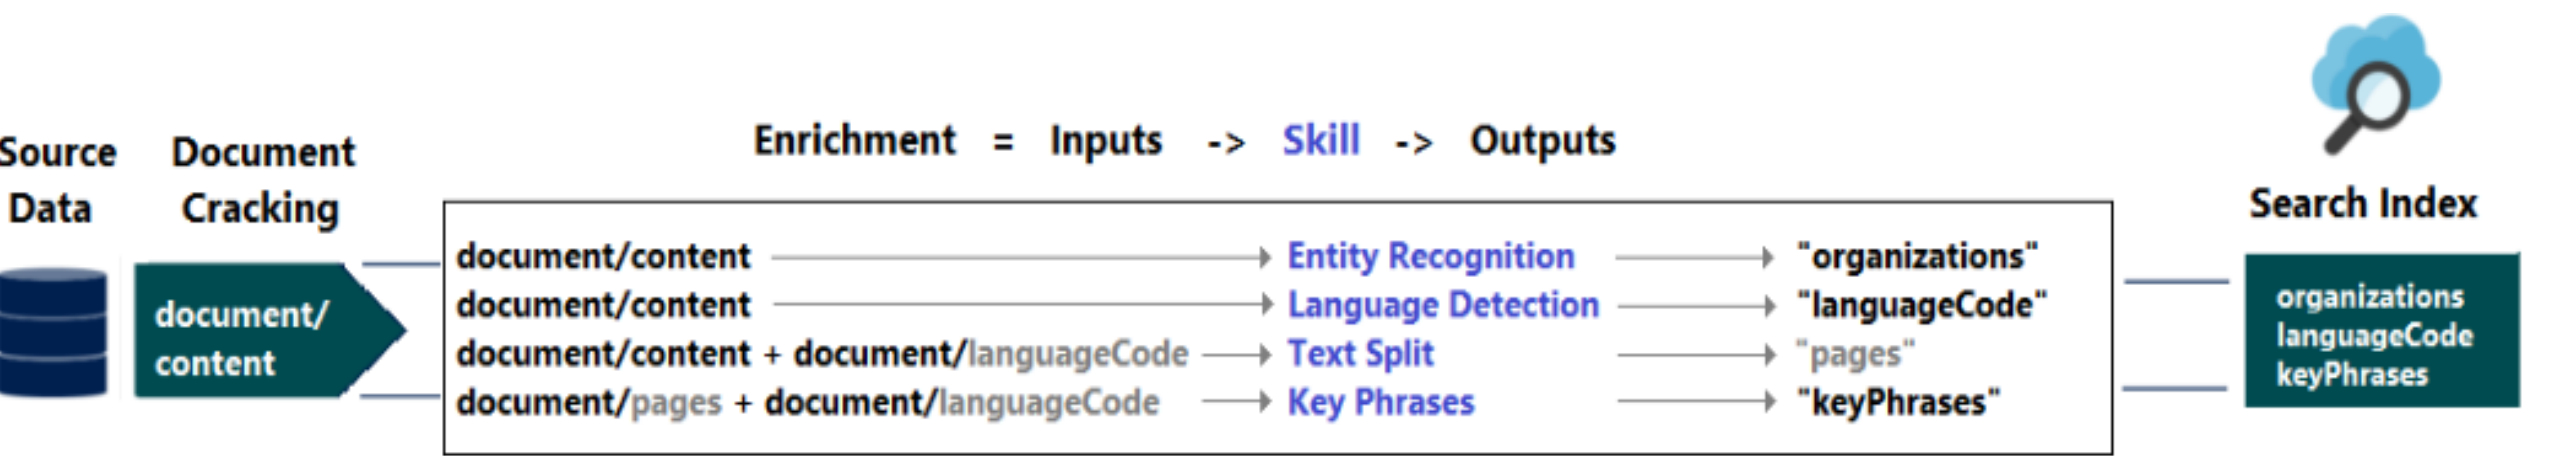 Source
Data
Document
Cracking
document/
content
Enrichment = Inputs -> Skill -> Outputs
document/content Entity Recognition "organizations"
document/content Language Detection "languageCode"
document/content + document/languageCode Text Split "pages"
document/pages + document/languageCode Key Phrases "keyPhrases"
Search Index
organizations
languageCode
keyPhrases